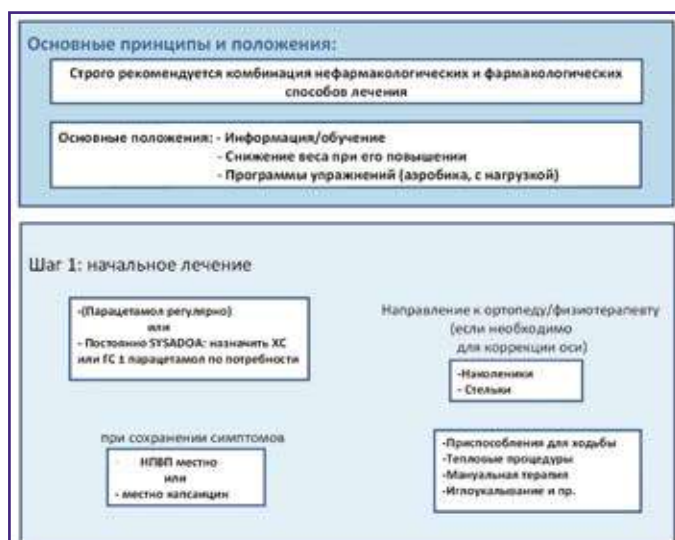 Основные принципы и положения:
Строго рекомендуется комбинация нефармакологических и фармакологических
способов лечения
Основные положения: - Информация/обучение
- Снижение веса при его повышении
- Программы упражнений (аэробика, с нагрузкой)
Шаг 1: начальное лечение
-(Парацетамол регулярно)
или
- Постоянно SYSADOA: назначить ХС
или ГС ± парацетамол по потребности
Направление к ортопеду/физиотерапевту
(если необходимо
для коррекции оси)
-Наколеники
- Стельки
при сохранении симптомов
НПВП местно
или
- местно капсаицин
-Приспособления для ходьбы
-Тепловые процедуры
-Мануальная терапия
-Иглоукалывание и пр.